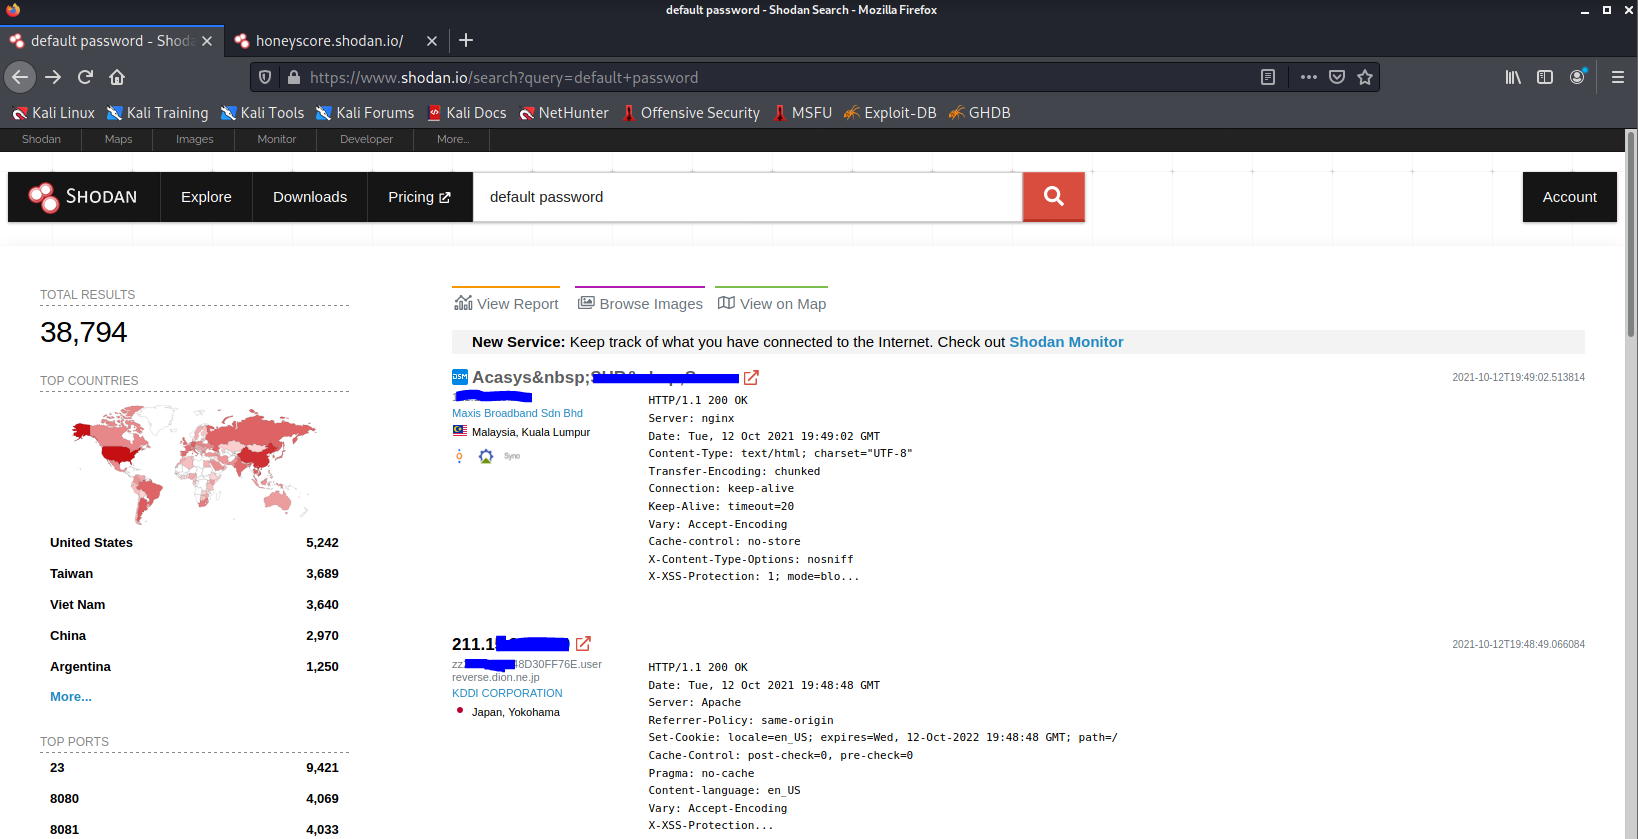 default password - Shodan Search - Mozilla Firefox
default password - Shoda
honeyscore.shodan.io/
https://www.shodan.io/search?query=default+password
Kali Linux Kali Training Kali Tools Kali Forums Kali Docs NetHunter Offensive Security MSFU Exploit-DB GHDB
Shodan Maps Images Monitor Developer More...
SHODAN Explore Downloads Pricing default password Account
TOTAL RESULTS
38,794
TOP COUNTRIES
United States 5,242
Taiwan 3,689
Viet Nam 3,640
China 2,970
Argentina 1,250
More...
TOP PORTS
23 9,421
8080 4,069
8081 4,033
View Report Browse Images View on Map
New Service: Keep track of what you have connected to the Internet. Check out Shodan Monitor
Acasys&nbsp;
2021-10-12T19:49:02.513814
Maxis Broadband Sdn Bhd
Malaysia, Kuala Lumpur
Syno
HTTP/1.1 200 OK
Server: nginx
Date: Tue, 12 Oct 2021 19:49:02 GMT
Content-Type: text/html; charset="UTF-8"
Transfer-Encoding: chunked
Connection: keep-alive
Keep-Alive: timeout=20
Vary: Accept-Encoding
Cache-control: no-store
X-Content-Type-Options: nosniff
X-XSS-Protection: 1; mode=blo...
211.1
2021-10-12T19:48:49.066084
zz 48D30FF76E.user
reverse.dion.ne.jp
KDDI CORPORATION
Japan, Yokohama
HTTP/1.1 200 OK
Date: Tue, 12 Oct 2021 19:48:48 GMT
Server: Apache
Referrer-Policy: same-origin
Set-Cookie: locale=en_US; expires=Wed, 12-Oct-2022 19:48:48 GMT; path=/
Cache-Control: post-check=0, pre-check=0
Pragma: no-cache
Content-language: en_US
Vary: Accept-Encoding
X-XSS-Protection...